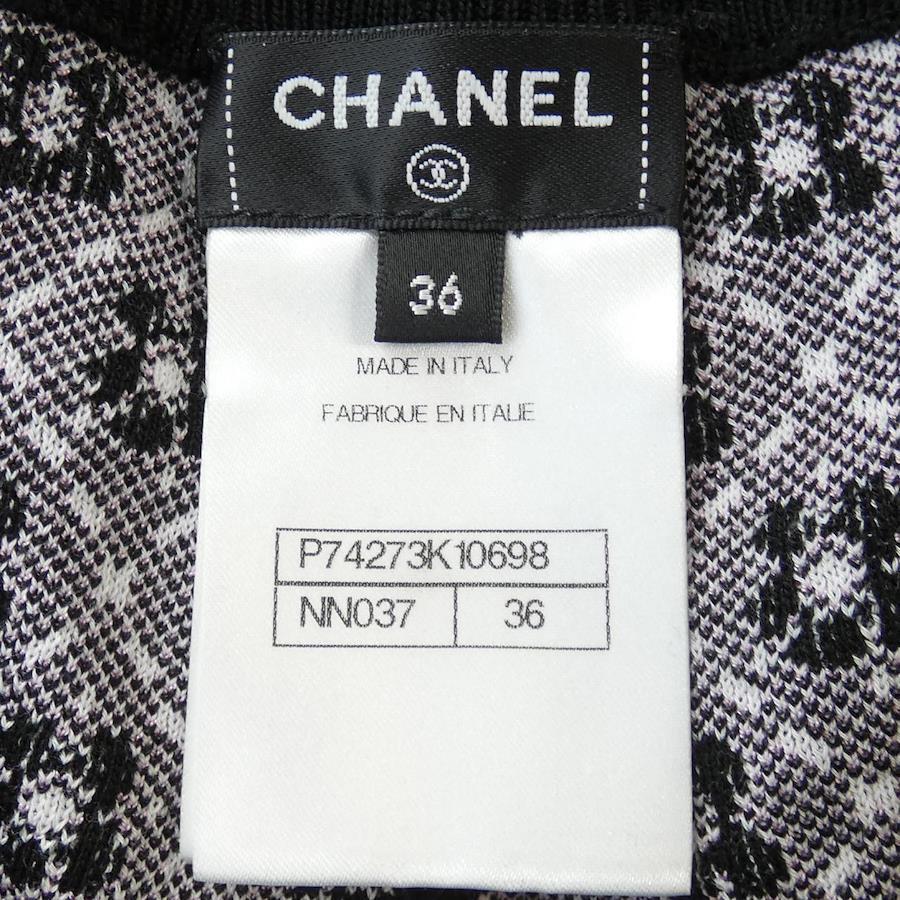 CHANEL
36
MADE IN ITALY
FABRIQUE EN ITALIE
P74273K10698
NN037 36